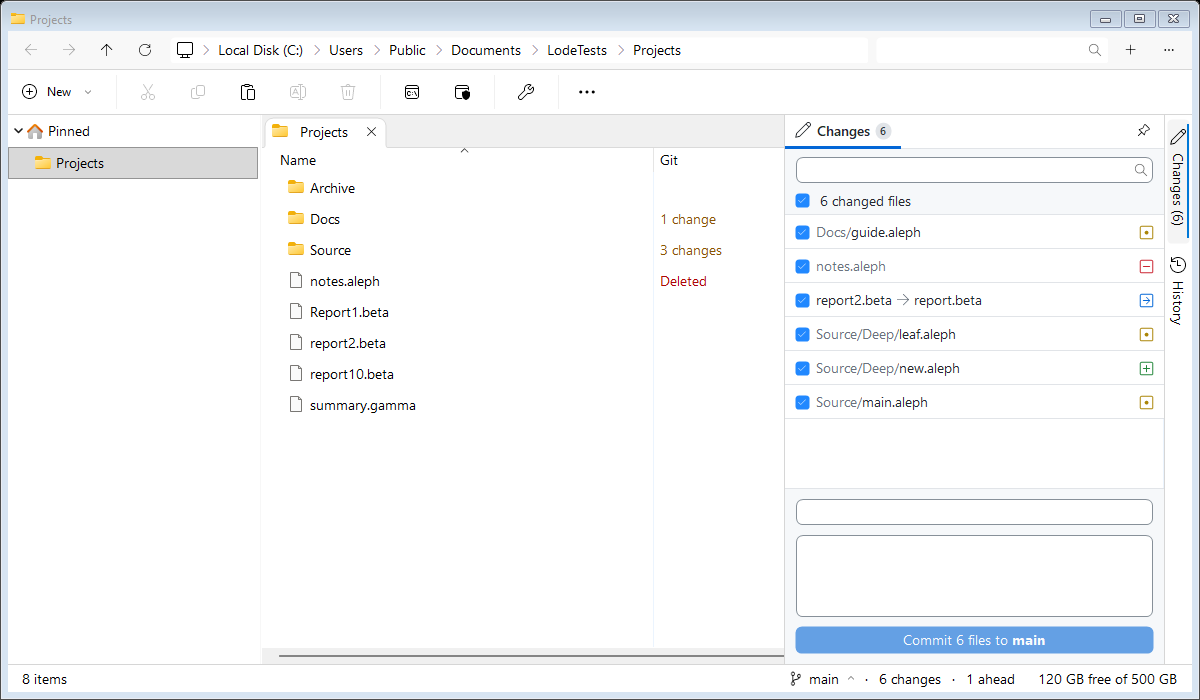 Projects
Local Disk (C:) Users Public Documents LodeTests Projects
New
Pinned
Projects
Projects
Name Git
Archive
Docs 1 change
Source 3 changes
notes.aleph Deleted
Report1.beta
report2.beta
report10.beta
summary.gamma
Changes 6
6 changed files
Docs/guide.aleph
notes.aleph
report2.beta → report.beta
Source/Deep/leaf.aleph
Source/Deep/new.aleph
Source/main.aleph
Commit 6 files to main
Changes (6)
History
8 items
main · 6 changes · 1 ahead 120 GB free of 500 GB